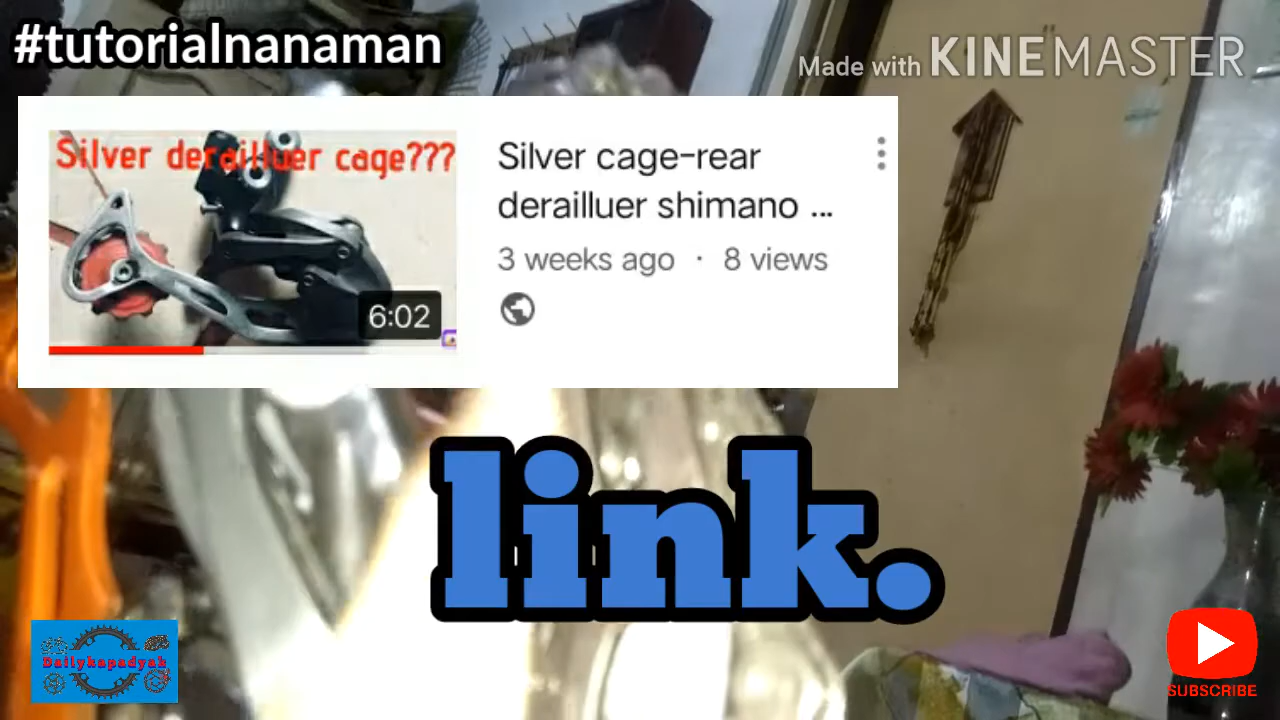 #tutorialnanaman
Made with KINEMASTER
Silver derailluer cage???
Silver cage-rear
derailluer shimano ...
3 weeks ago · 8 views
6:02
link.
Dailykapadyak
SUBSCRIBE